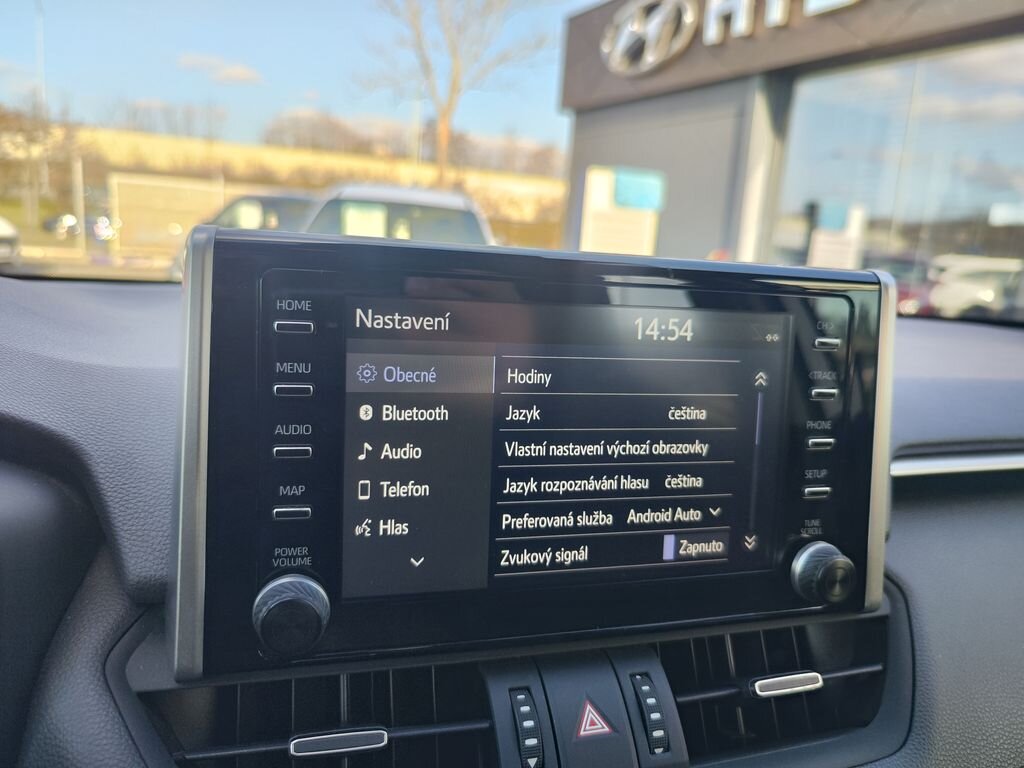 HOME
MENU
AUDIO
MAP
POWER
VOLUME
Nastavení
14:54
Obecné
Bluetooth
Audio
Telefon
Hlas
Hodiny
Jazyk čeština
Vlastní nastavení výchozí obrazovky
Jazyk rozpoznávání hlasu čeština
Preferovaná služba Android Auto
Zvukový signál Zapnuto
CH >
< TRACK
PHONE
SETUP
TUNE
SCROLL